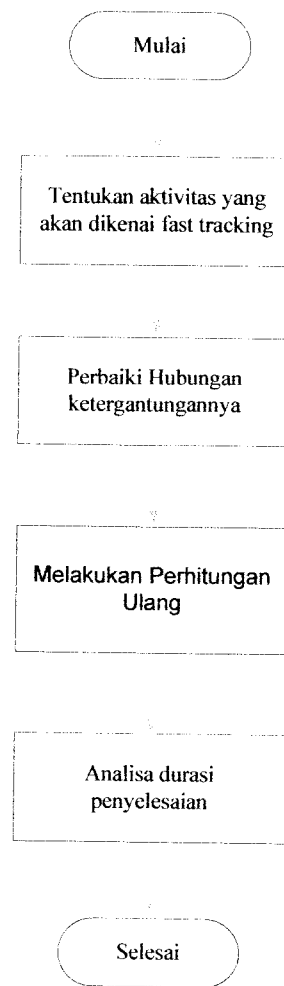 Mulai
Tentukan aktivitas yang
akan dikenai fast tracking
Perbaiki Hubungan
ketergantungannya
Melakukan Perhitungan
Ulang
Analisa durasi
penyelesaian
Selesai